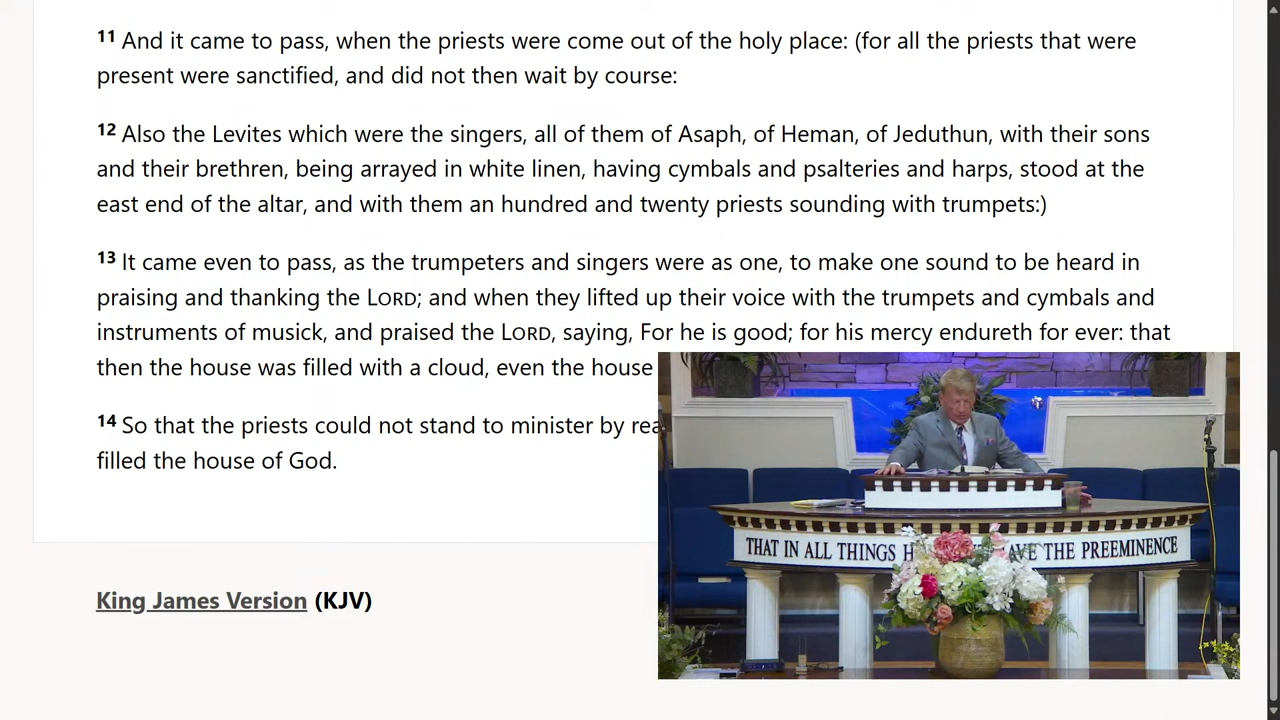 11 And it came to pass, when the priests were come out of the holy place: (for all the priests that were
present were sanctified, and did not then wait by course:
12 Also the Levites which were the singers, all of them of Asaph, of Heman, of Jeduthun, with their sons
and their brethren, being arrayed in white linen, having cymbals and psalteries and harps, stood at the
east end of the altar, and with them an hundred and twenty priests sounding with trumpets:)
13 It came even to pass, as the trumpeters and singers were as one, to make one sound to be heard in
praising and thanking the LORD; and when they lifted up their voice with the trumpets and cymbals and
instruments of musick, and praised the LORD, saying, For he is good; for his mercy endureth for ever: that
then the house was filled with a cloud, even the house
14 So that the priests could not stand to minister by
filled the house of God.
THAT IN ALL THINGS THE PREEMINENCE
King James Version (KJV)